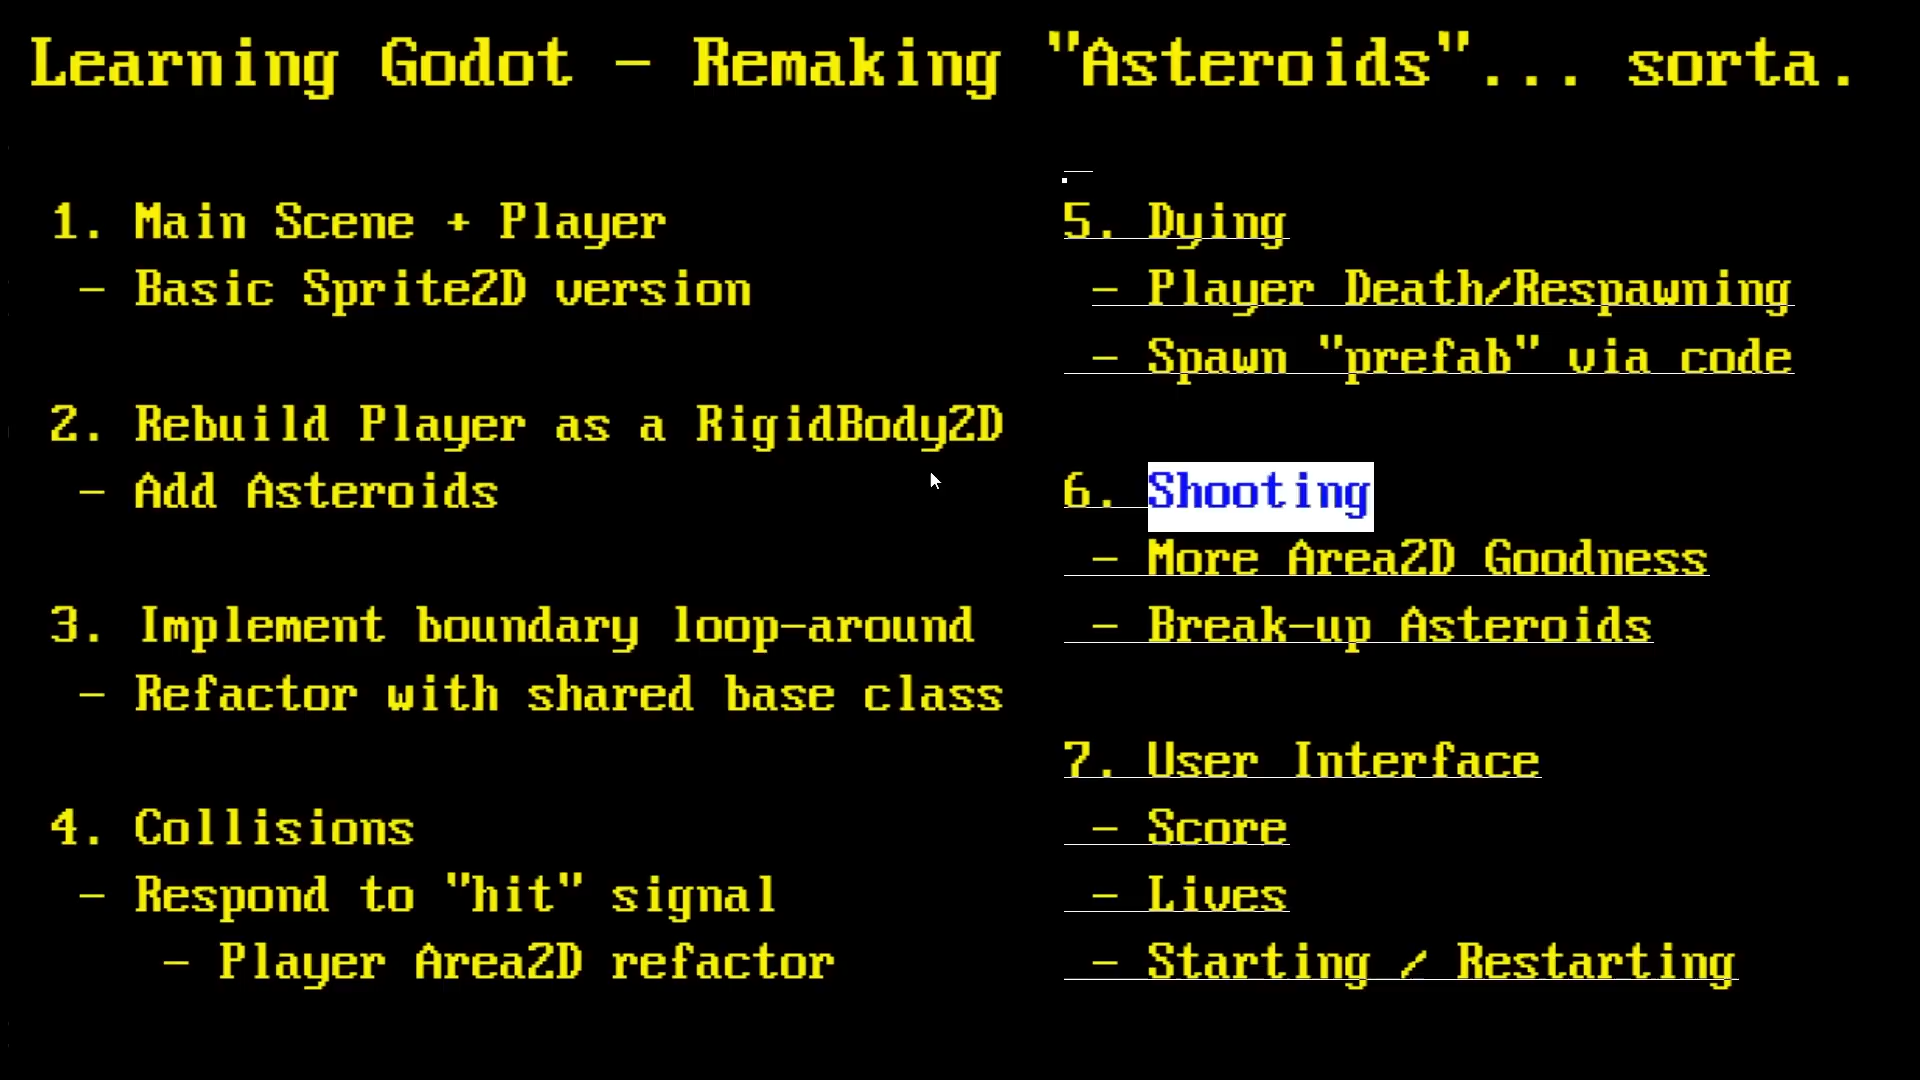 Learning Godot - Remaking "Asteroids"... sorta.
1. Main Scene + Player
- Basic Sprite2D version
2. Rebuild Player as a RigidBody2D
- Add Asteroids
3. Implement boundary loop-around
- Refactor with shared base class
4. Collisions
- Respond to "hit" signal
- Player Area2D refactor
5. Dying
- Player Death/Respawning
- Spawn "prefab" via code
6. Shooting
- More Area2D Goodness
- Break-up Asteroids
7. User Interface
- Score
- Lives
- Starting / Restarting